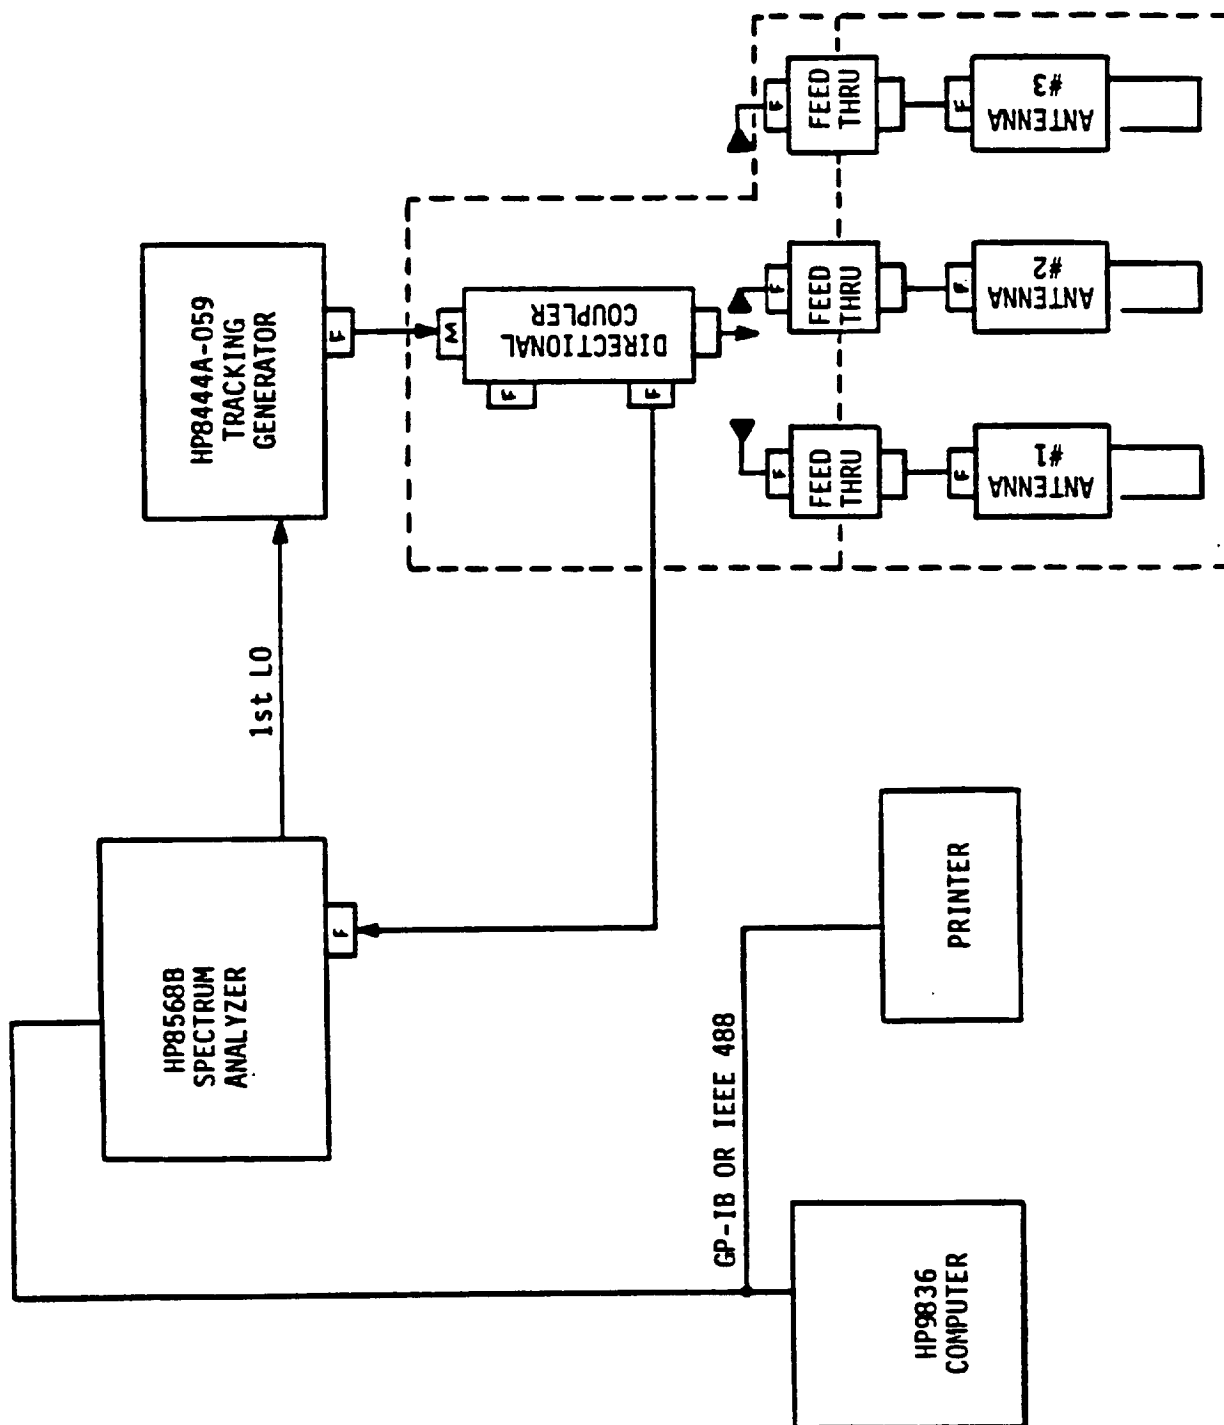 HP8568B
SPECTRUM
ANALYZER
F
1st LO
HP8444A-059
TRACKING
GENERATOR
F
M
DIRECTIONAL
COUPLER
F
F
F
FEED
THRU
F
ANTENNA
#1
F
FEED
THRU
F
ANTENNA
#2
F
FEED
THRU
F
ANTENNA
#3
GP-IB OR IEEE 488
HP9836
COMPUTER
PRINTER